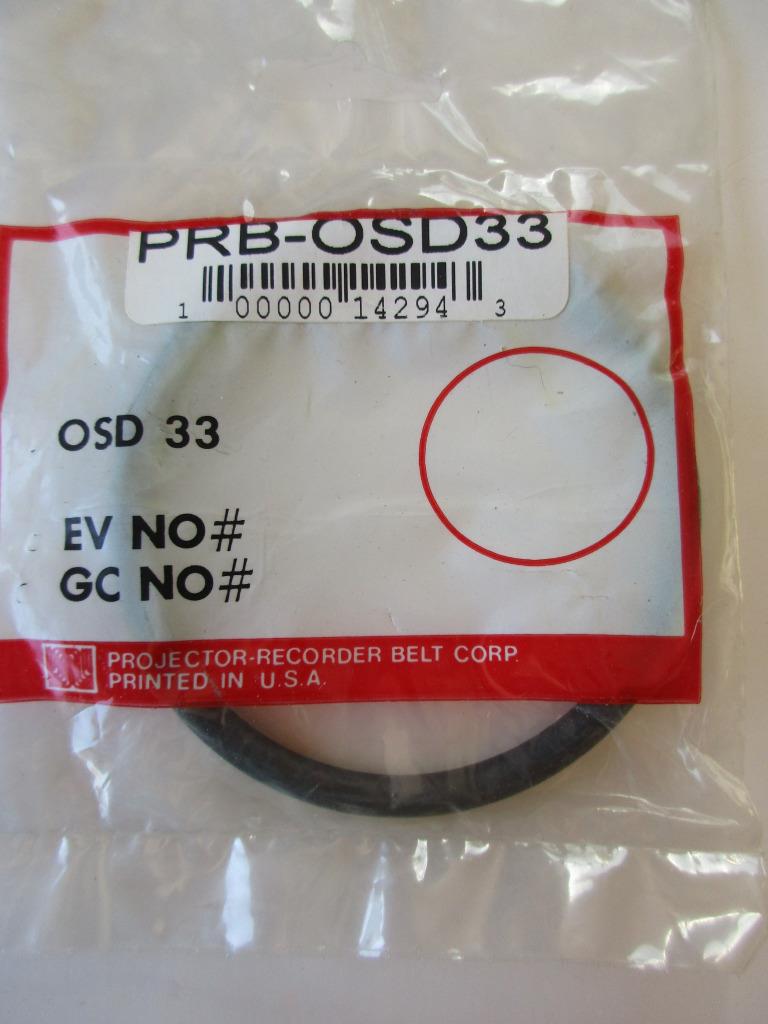 PRB-OSD33
1 00000 14294 3
OSD 33
EV NO#
GC NO#
PROJECTOR-RECORDER BELT CORP.
PRINTED IN U.S.A.